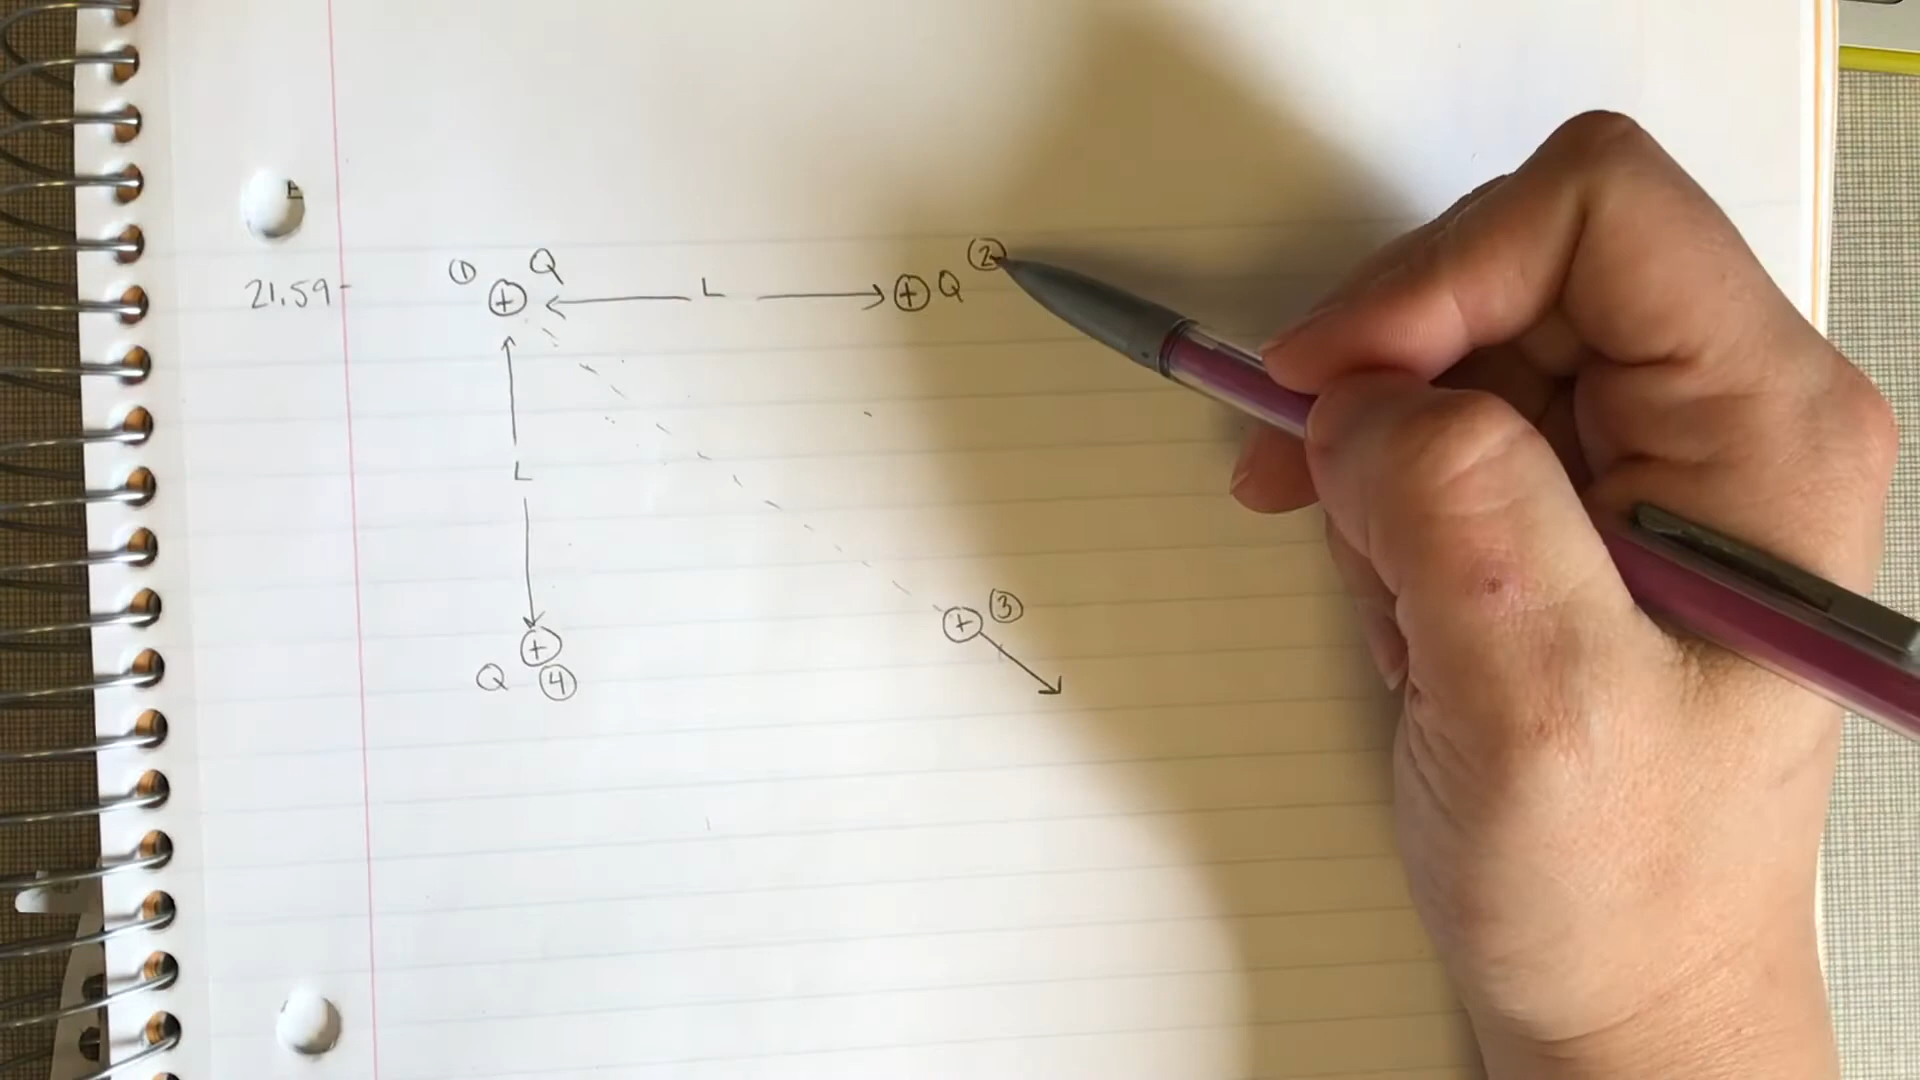 ① Q ②
21.59 + L + Q
L
+ ③
+
Q ④